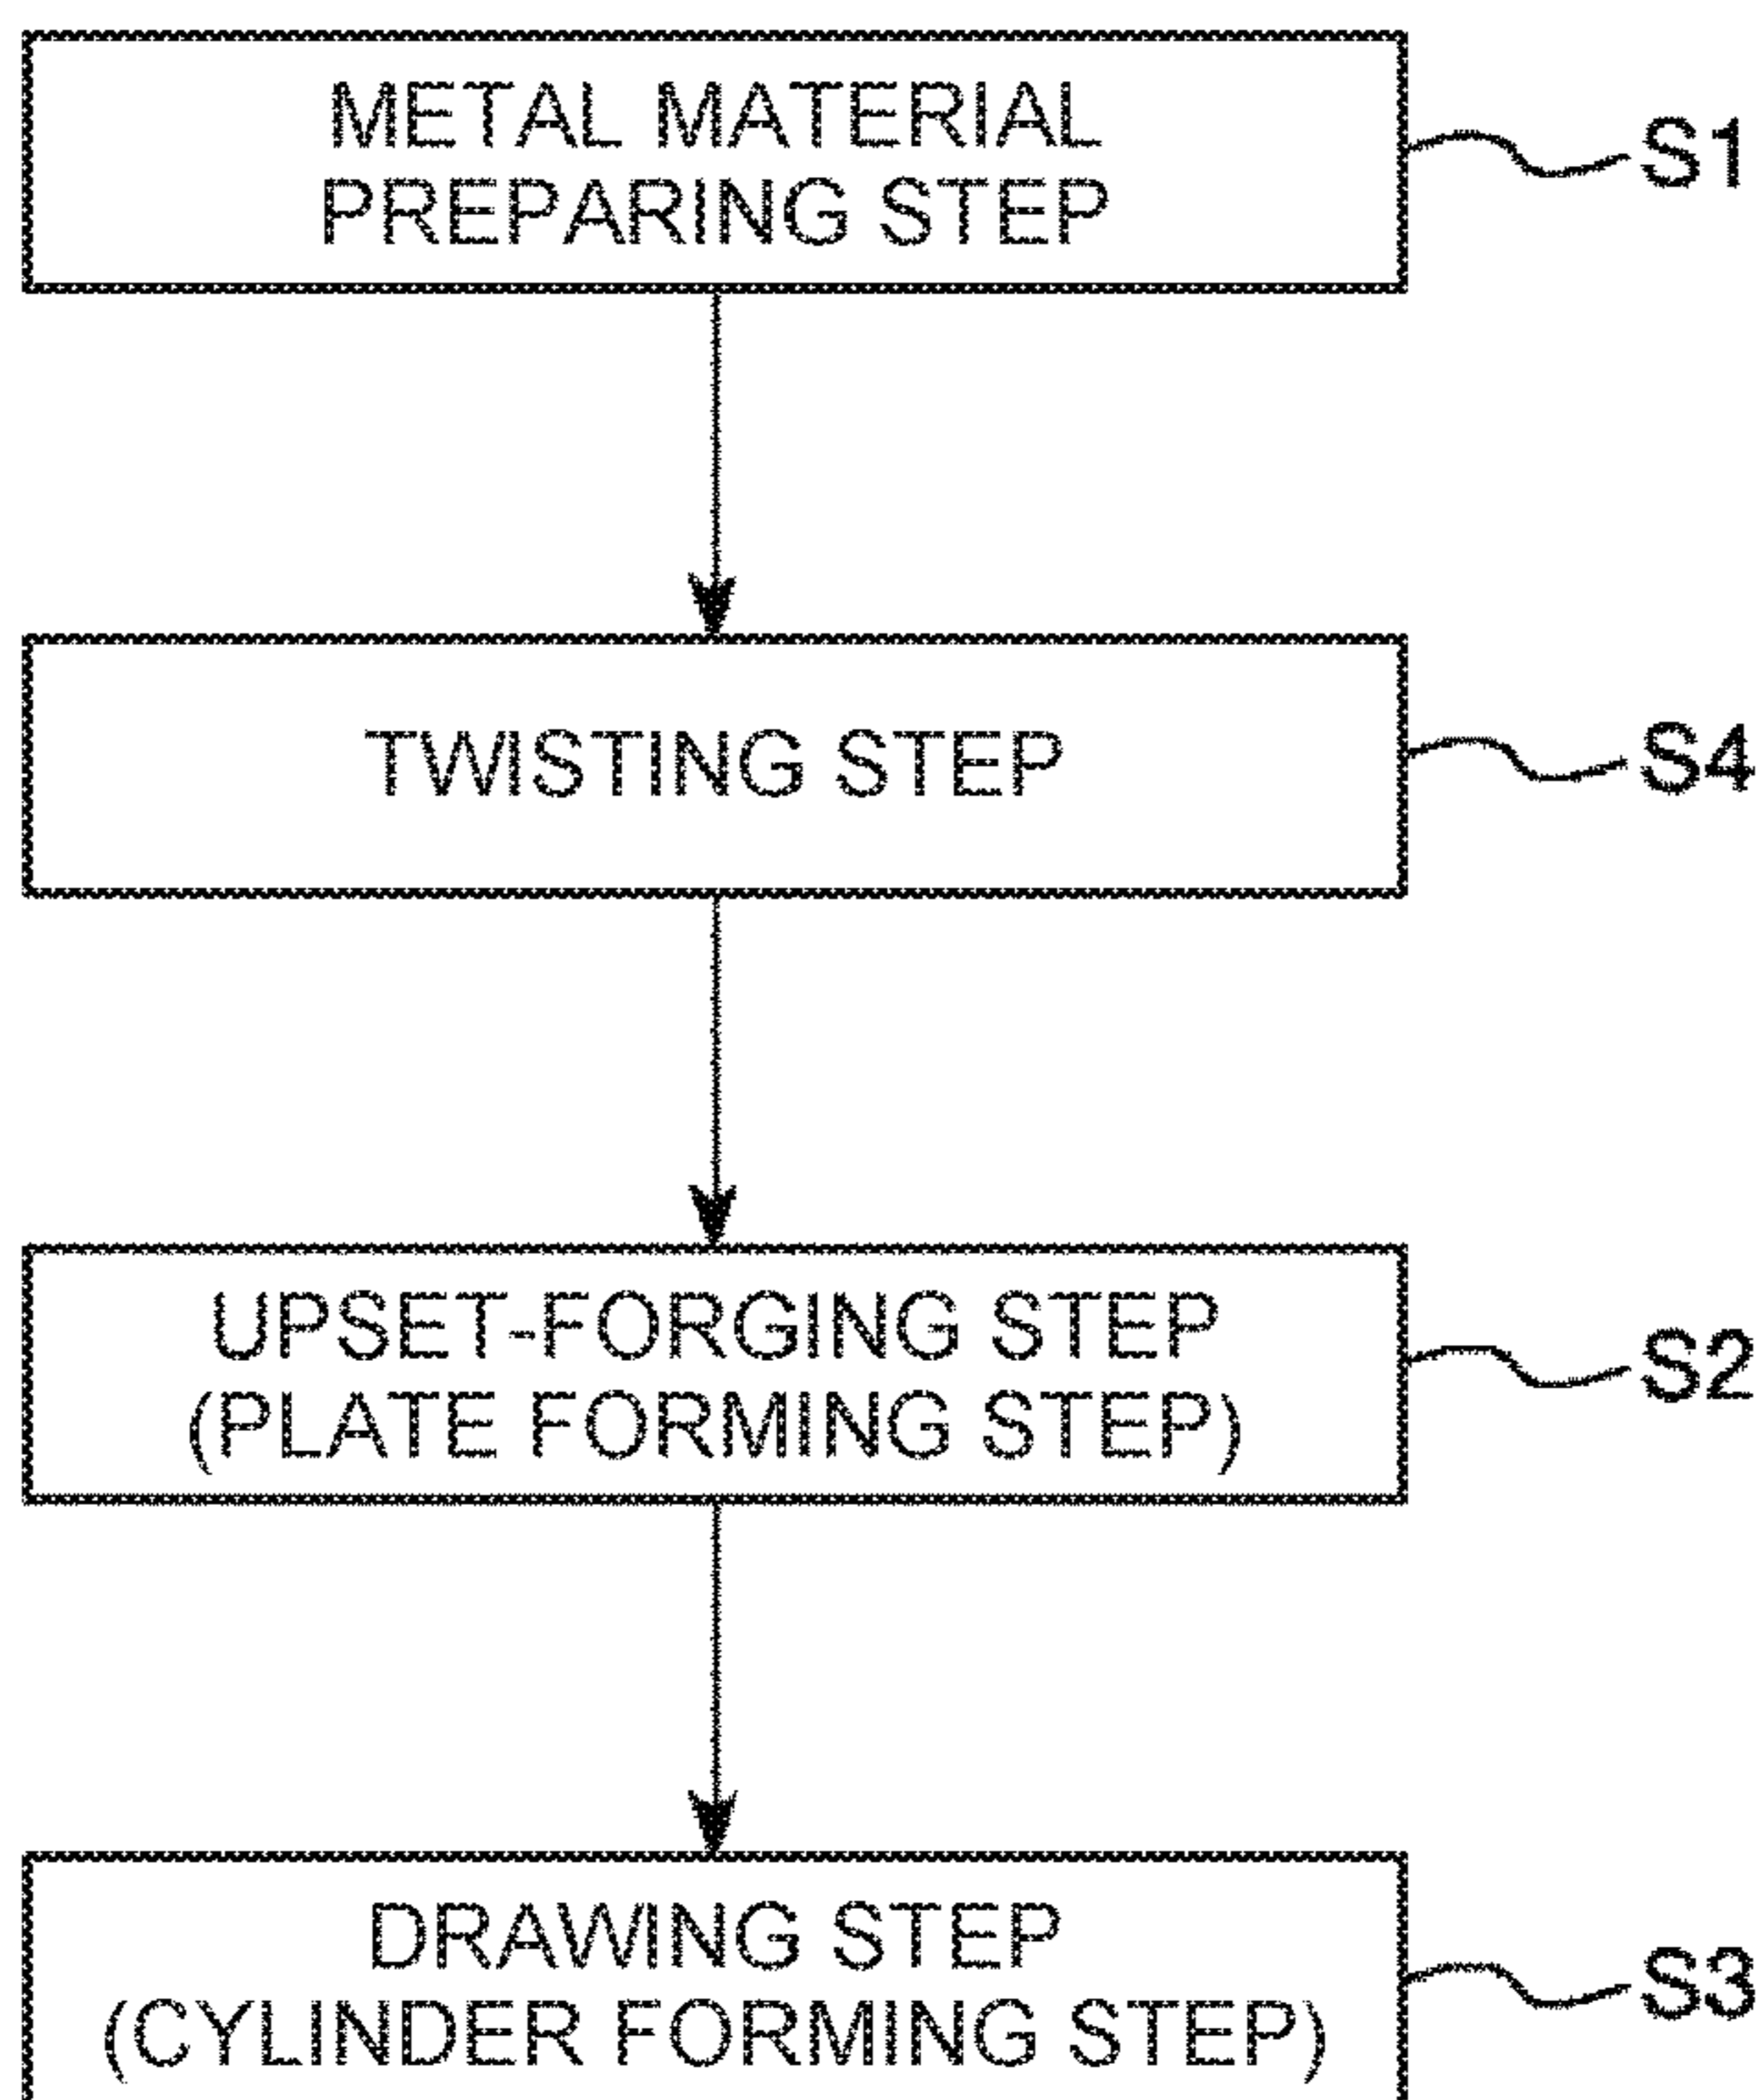 METAL MATERIAL
PREPARING STEP
S1
TWISTING STEP
S4
UPSET-FORGING STEP
(PLATE FORMING STEP)
S2
DRAWING STEP
(CYLINDER FORMING STEP)
S3